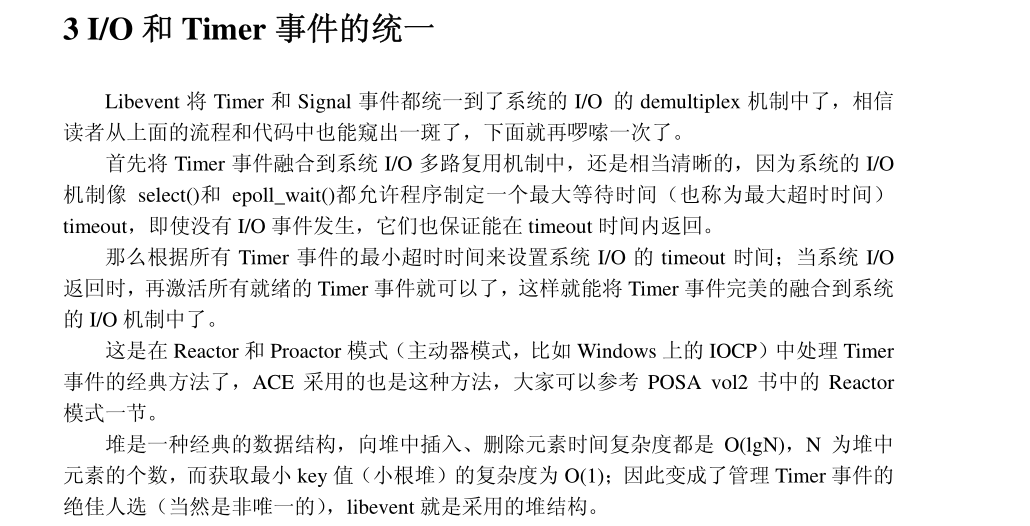 3 I/O 和 Timer 事件的统一
Libevent 将 Timer 和 Signal 事件都统一到了系统的 I/O 的 demultiplex 机制中了，相信
读者从上面的流程和代码中也能窥出一斑了，下面就再啰嗦一次了。
首先将 Timer 事件融合到系统 I/O 多路复用机制中，还是相当清晰的，因为系统的 I/O
机制像 select()和 epoll_wait()都允许程序制定一个最大等待时间（也称为最大超时时间）
timeout，即使没有 I/O 事件发生，它们也保证能在 timeout 时间内返回。
那么根据所有 Timer 事件的最小超时时间来设置系统 I/O 的 timeout 时间；当系统 I/O
返回时，再激活所有就绪的 Timer 事件就可以了，这样就能将 Timer 事件完美的融合到系统
的 I/O 机制中了。
这是在 Reactor 和 Proactor 模式（主动器模式，比如 Windows 上的 IOCP）中处理 Timer
事件的经典方法了，ACE 采用的也是这种方法，大家可以参考 POSA vol2 书中的 Reactor
模式一节。
堆是一种经典的数据结构，向堆中插入、删除元素时间复杂度都是 O(lgN)，N 为堆中
元素的个数，而获取最小 key 值（小根堆）的复杂度为 O(1)；因此变成了管理 Timer 事件的
绝佳人选（当然是非唯一的），libevent 就是采用的堆结构。